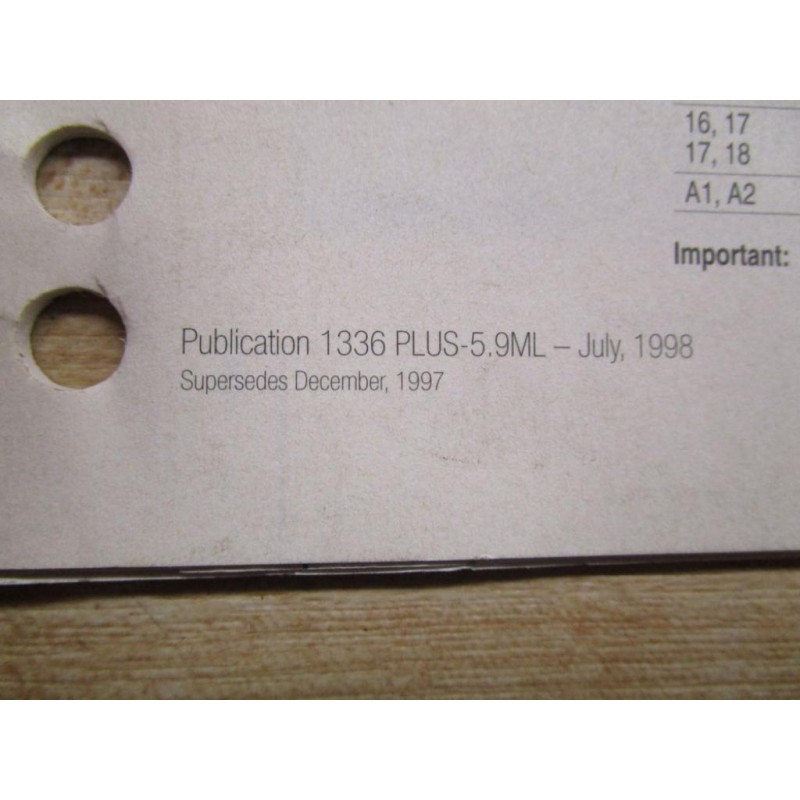 16, 17
17, 18
A1, A2
Important:
Publication 1336 PLUS-5.9ML – July, 1998
Supersedes December, 1997